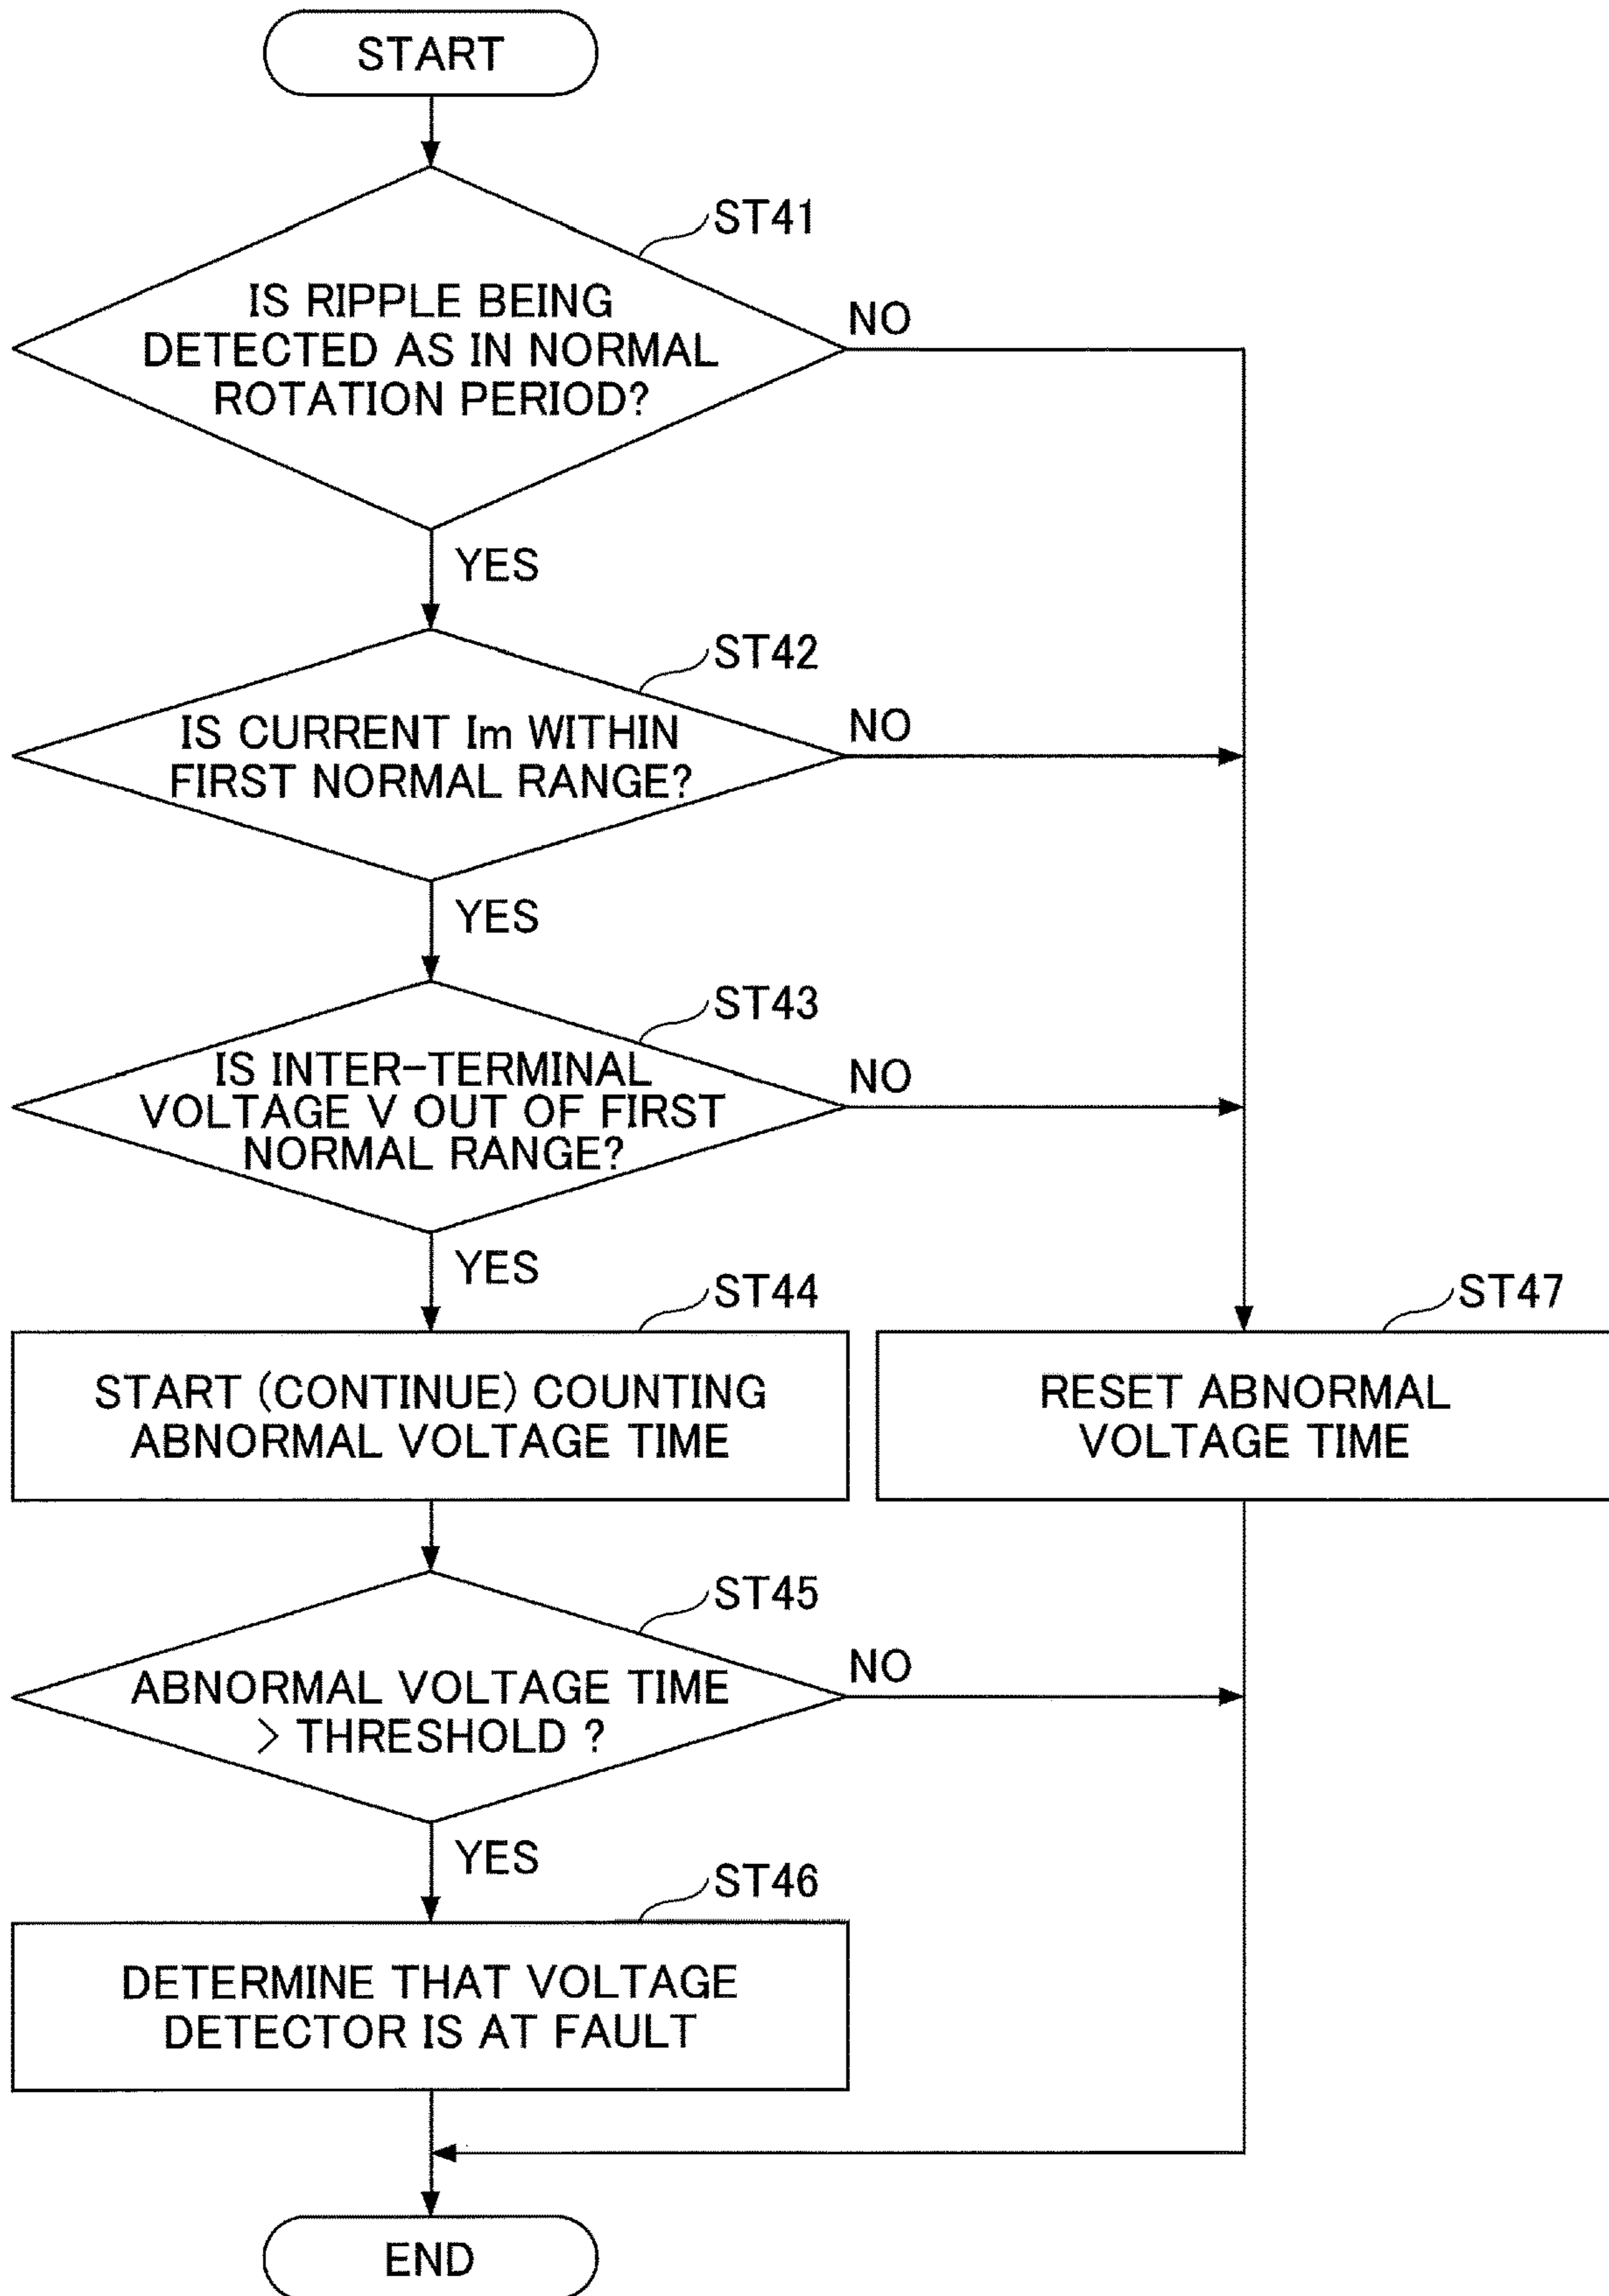 START
ST41
IS RIPPLE BEING
DETECTED AS IN NORMAL
ROTATION PERIOD?
NO
YES
ST42
IS CURRENT Im WITHIN
FIRST NORMAL RANGE?
NO
YES
ST43
IS INTER-TERMINAL
VOLTAGE V OUT OF FIRST
NORMAL RANGE?
NO
YES
ST44
START (CONTINUE) COUNTING
ABNORMAL VOLTAGE TIME
ST47
RESET ABNORMAL
VOLTAGE TIME
ST45
ABNORMAL VOLTAGE TIME
> THRESHOLD ?
NO
YES
ST46
DETERMINE THAT VOLTAGE
DETECTOR IS AT FAULT
END